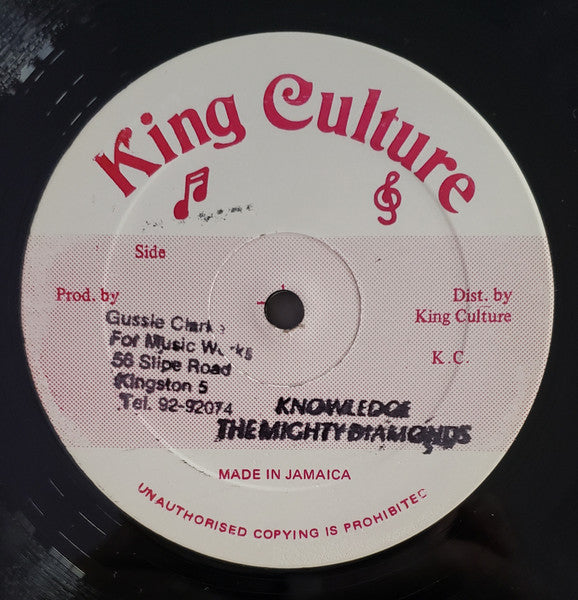 King Culture
Side
Prod. by
Dist. by
King Culture
K. C.
Gussie Clarke
For Music Works
56 Slipe Road
Kingston 5
Tel. 92-92074
KNOWLEDGE
THE MIGHTY DIAMONDS
MADE IN JAMAICA
UNAUTHORISED COPYING IS PROHIBITED